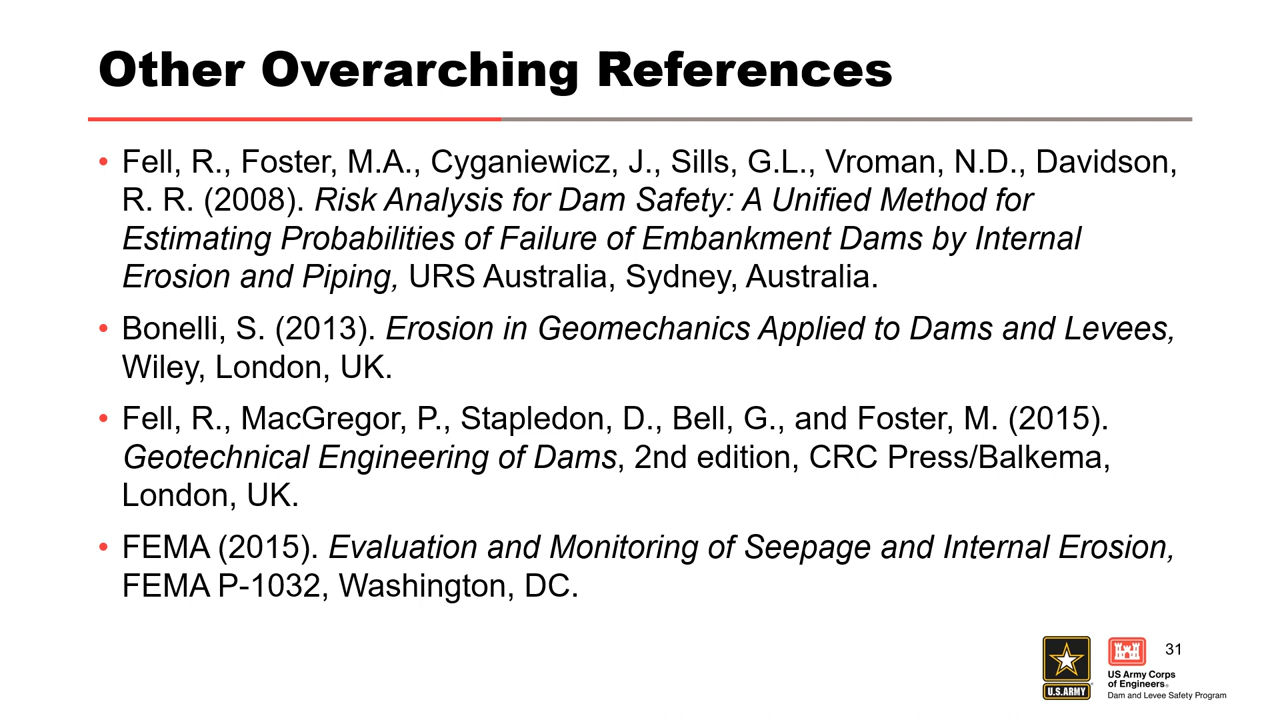 Other Overarching References
• Fell, R., Foster, M.A., Cyganiewicz, J., Sills, G.L., Vroman, N.D., Davidson,
R. R. (2008). Risk Analysis for Dam Safety: A Unified Method for
Estimating Probabilities of Failure of Embankment Dams by Internal
Erosion and Piping, URS Australia, Sydney, Australia.
• Bonelli, S. (2013). Erosion in Geomechanics Applied to Dams and Levees,
Wiley, London, UK.
• Fell, R., MacGregor, P., Stapledon, D., Bell, G., and Foster, M. (2015).
Geotechnical Engineering of Dams, 2nd edition, CRC Press/Balkema,
London, UK.
• FEMA (2015). Evaluation and Monitoring of Seepage and Internal Erosion,
FEMA P-1032, Washington, DC.
31
U.S.ARMY
US Army Corps
of Engineers®
Dam and Levee Safety Program